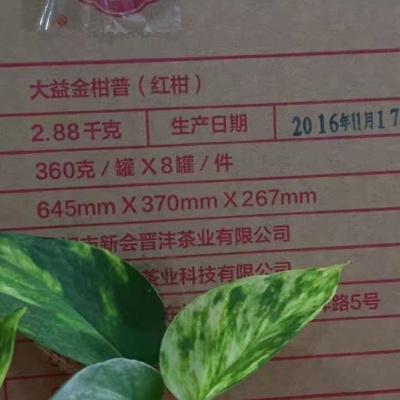 大益金柑普（红柑）
2.88千克 生产日期 2016年11月17
360克/罐X8罐/件
645mmX370mmX267mm
市新会晋沣茶业有限公司
茶业科技有限公司
路5号